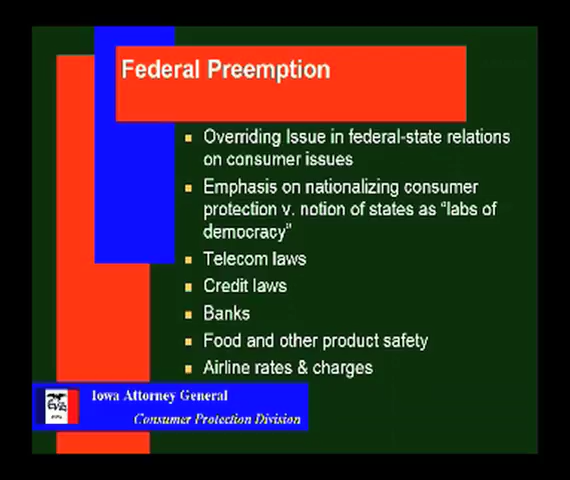 Federal Preemption
Overriding Issue in federal-state relations
on consumer issues
Emphasis on nationalizing consumer
protection v. notion of states as “labs of
democracy”
Telecom laws
Credit laws
Banks
Food and other product safety
Airline rates & charges
Iowa Attorney General
Consumer Protection Division